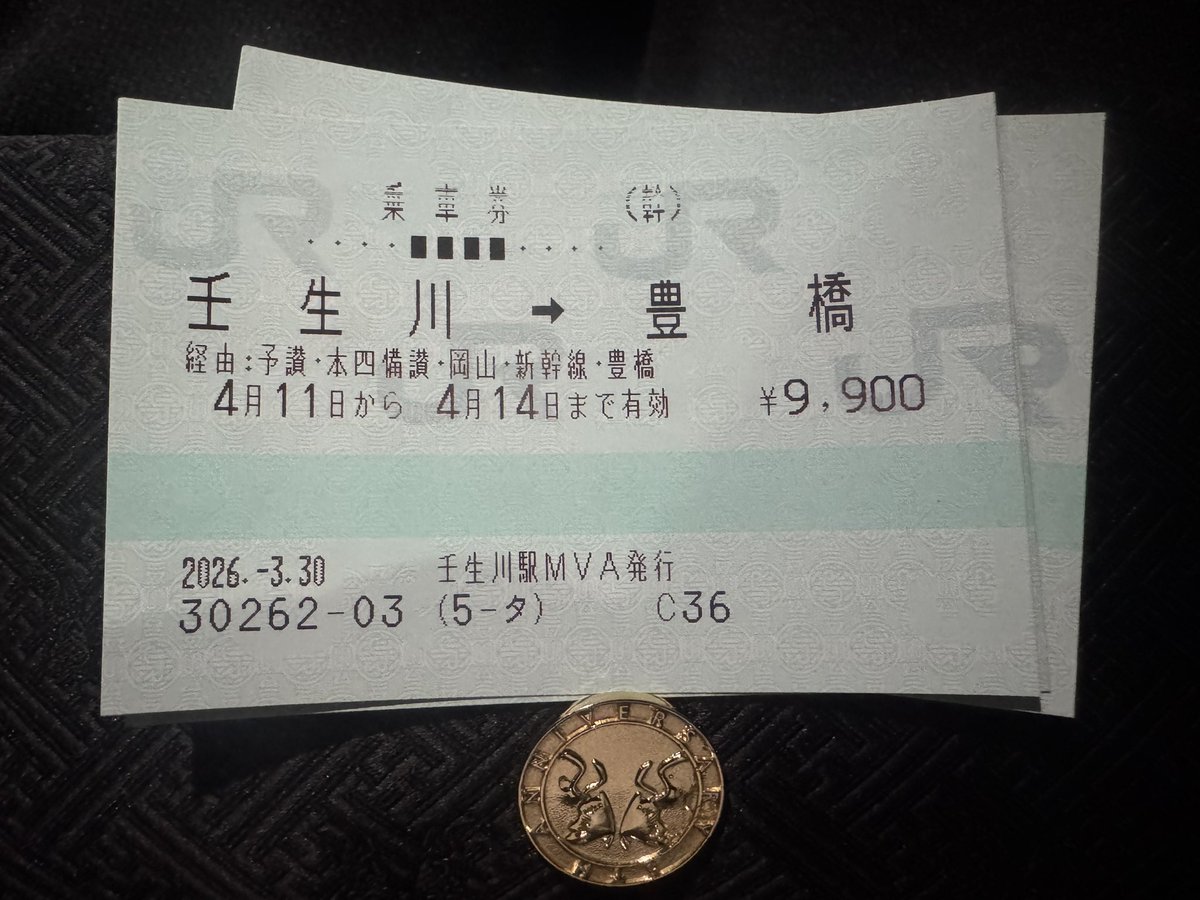 乗車券 (幹)
····■■■■····
壬生川 → 豊橋
経由:予讃・本四備讃・岡山・新幹線・豊橋
4月11日から 4月14日まで有効 ¥9,900
2026.-3.30 壬生川駅MVA発行
30262-03 (5-タ) C36
ANNIVERSARY